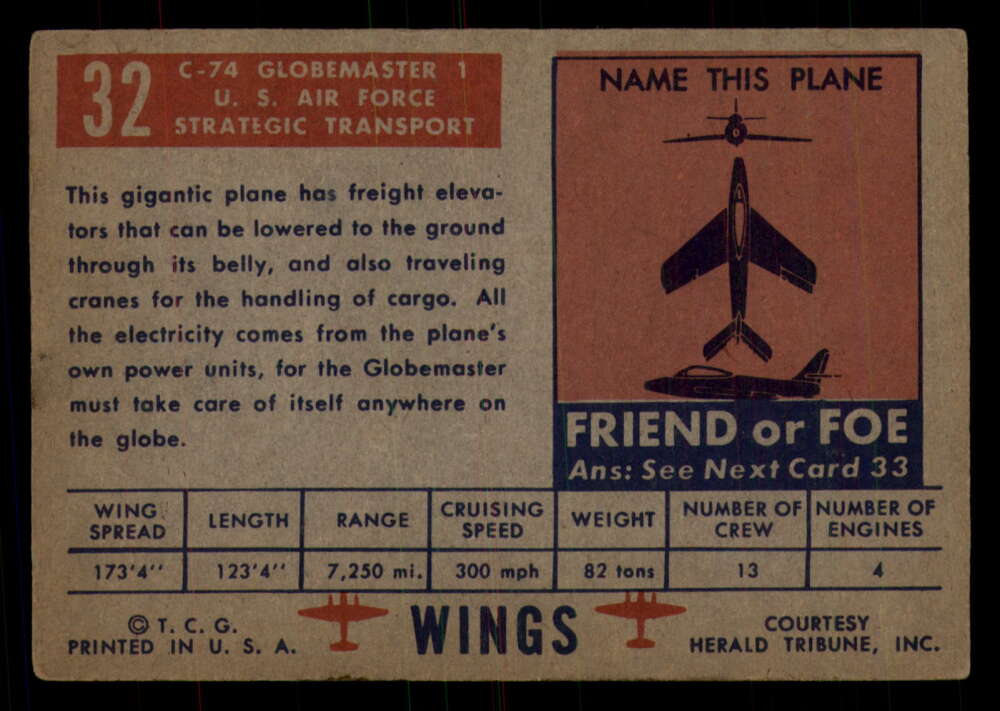 32
C-74 GLOBEMASTER 1
U. S. AIR FORCE
STRATEGIC TRANSPORT
This gigantic plane has freight eleva-
tors that can be lowered to the ground
through its belly, and also traveling
cranes for the handling of cargo. All
the electricity comes from the plane's
own power units, for the Globemaster
must take care of itself anywhere on
the globe.
NAME THIS PLANE
FRIEND or FOE
Ans: See Next Card 33
WING SPREAD
LENGTH
RANGE
CRUISING SPEED
WEIGHT
NUMBER OF CREW
NUMBER OF ENGINES
173'4''
123'4''
7,250 mi.
300 mph
82 tons
13
4
© T. C. G.
PRINTED IN U. S. A.
WINGS
COURTESY
HERALD TRIBUNE, INC.